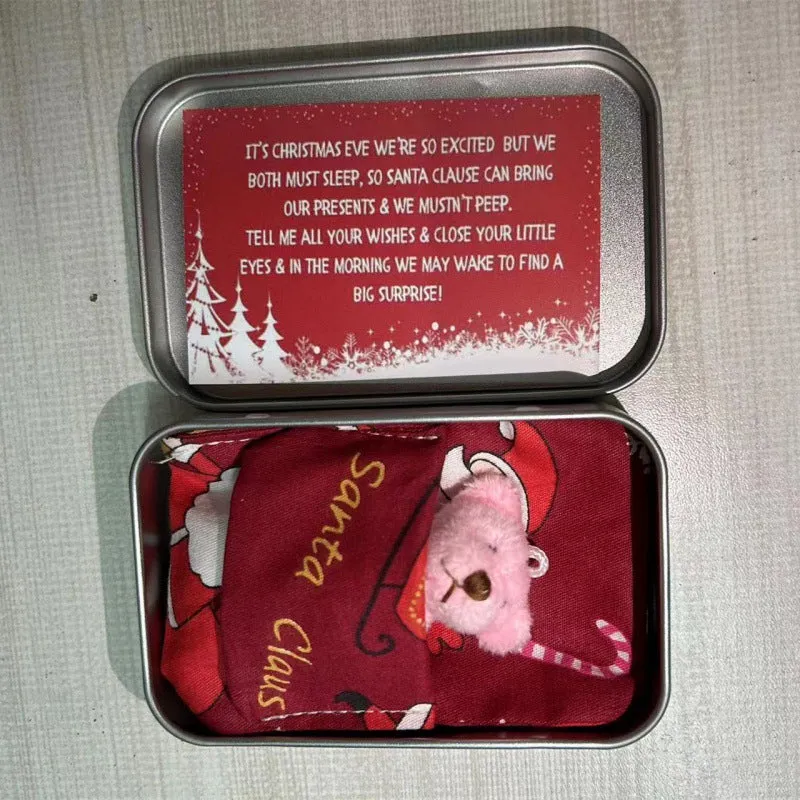 IT'S CHRISTMAS EVE WE'RE SO EXCITED BUT WE
BOTH MUST SLEEP, SO SANTA CLAUSE CAN BRING
OUR PRESENTS & WE MUSTN'T PEEP.
TELL ME ALL YOUR WISHES & CLOSE YOUR LITTLE
EYES & IN THE MORNING WE MAY WAKE TO FIND A
BIG SURPRISE!
Santa Claus